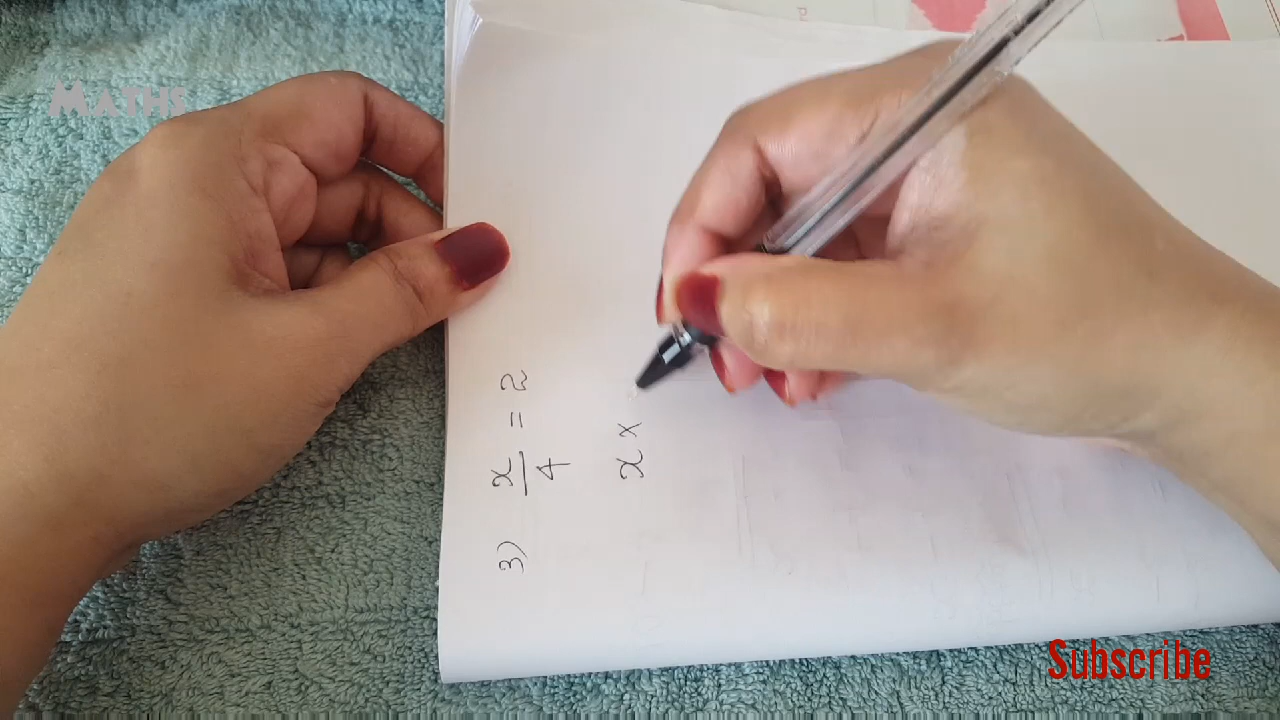 MATHS
3) x/4 = 2
x ×
Subscribe